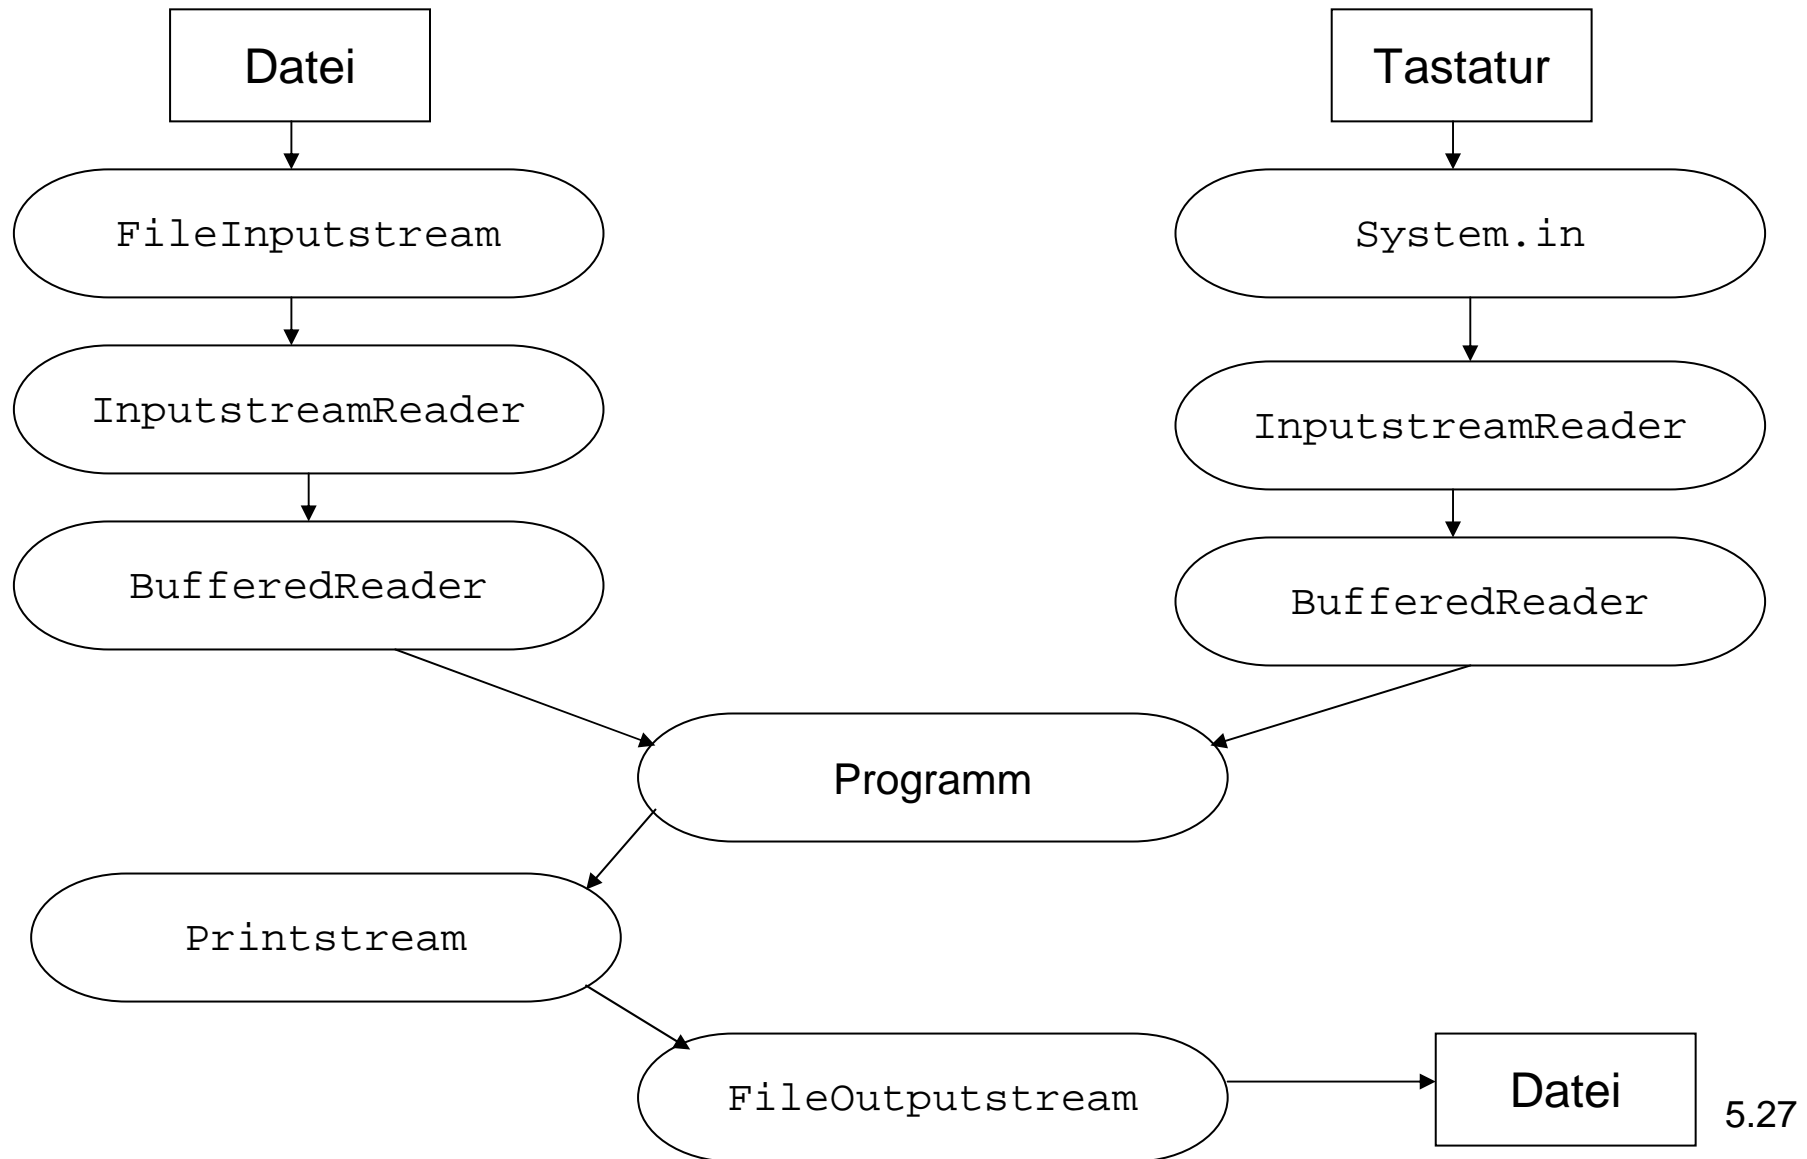 Datei
Tastatur
FileInputstream
System.in
InputstreamReader
InputstreamReader
BufferedReader
BufferedReader
Programm
Printstream
FileOutputstream
Datei
5.27